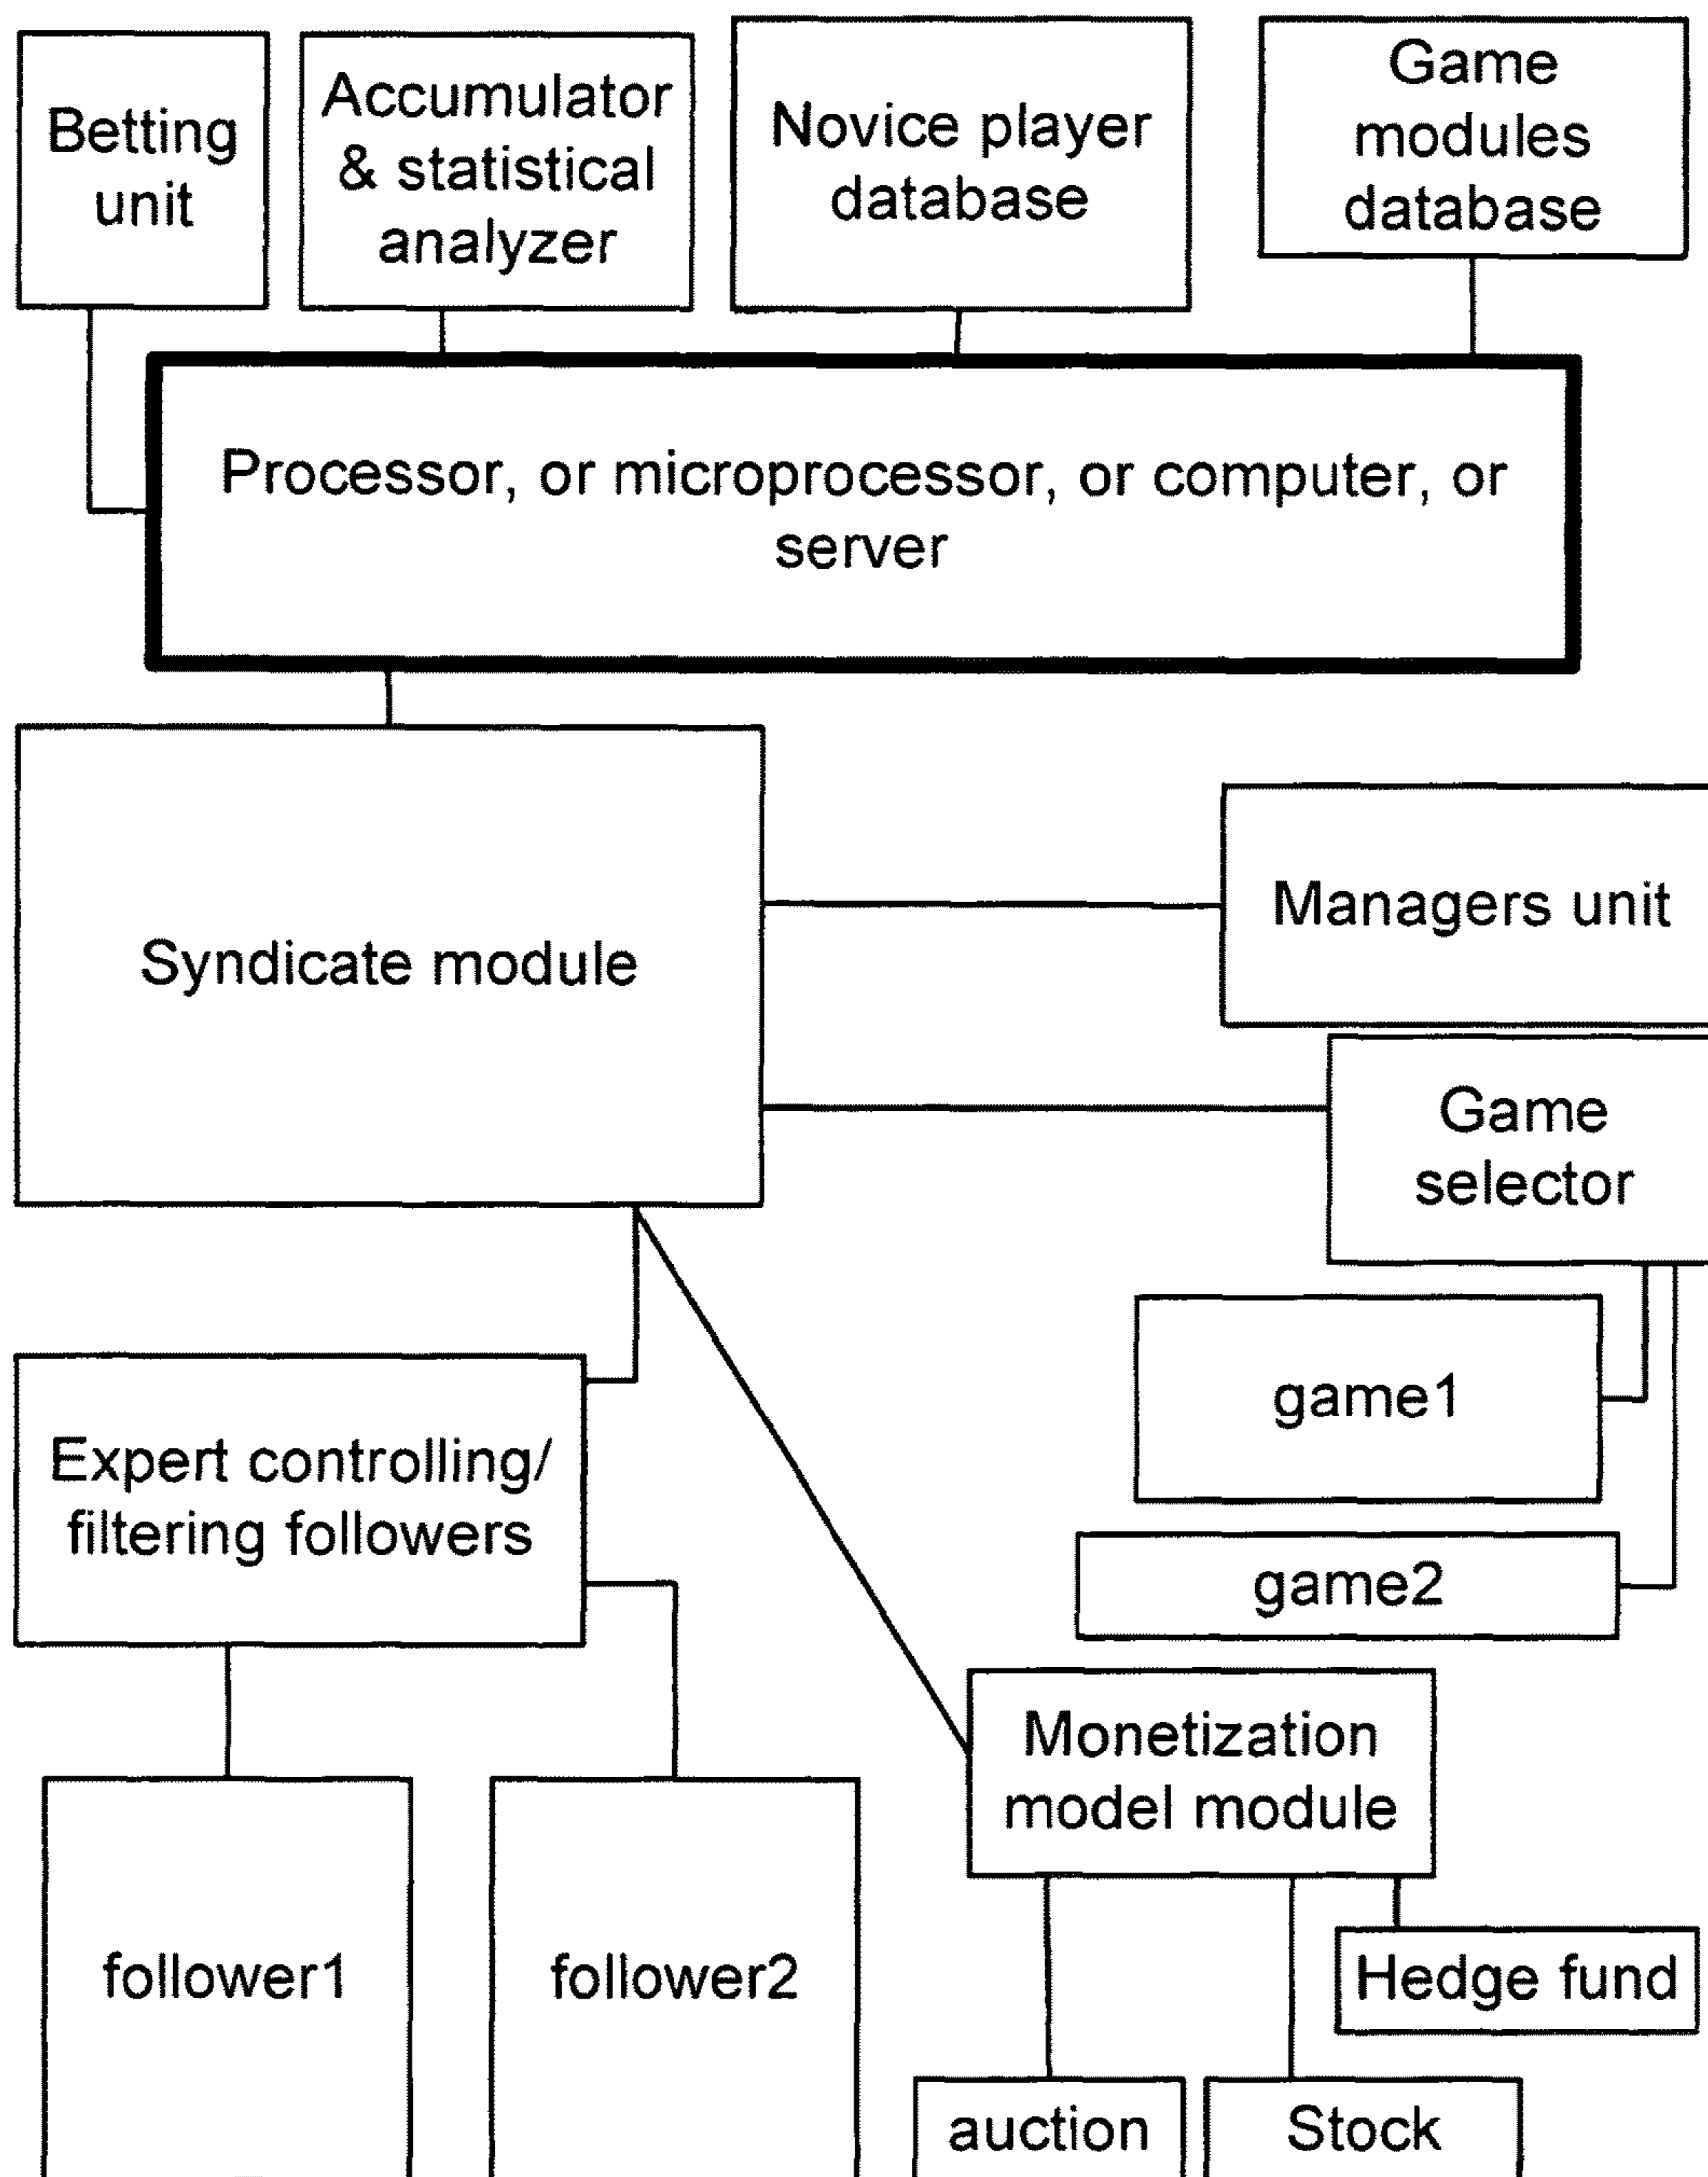 Betting
unit
Accumulator
& statistical
analyzer
Novice player
database
Game
modules
database
Processor, or microprocessor, or computer, or
server
Syndicate module
Managers unit
Game
selector
game1
game2
Expert controlling/
filtering followers
Monetization
model module
follower1
follower2
Hedge fund
auction
Stock